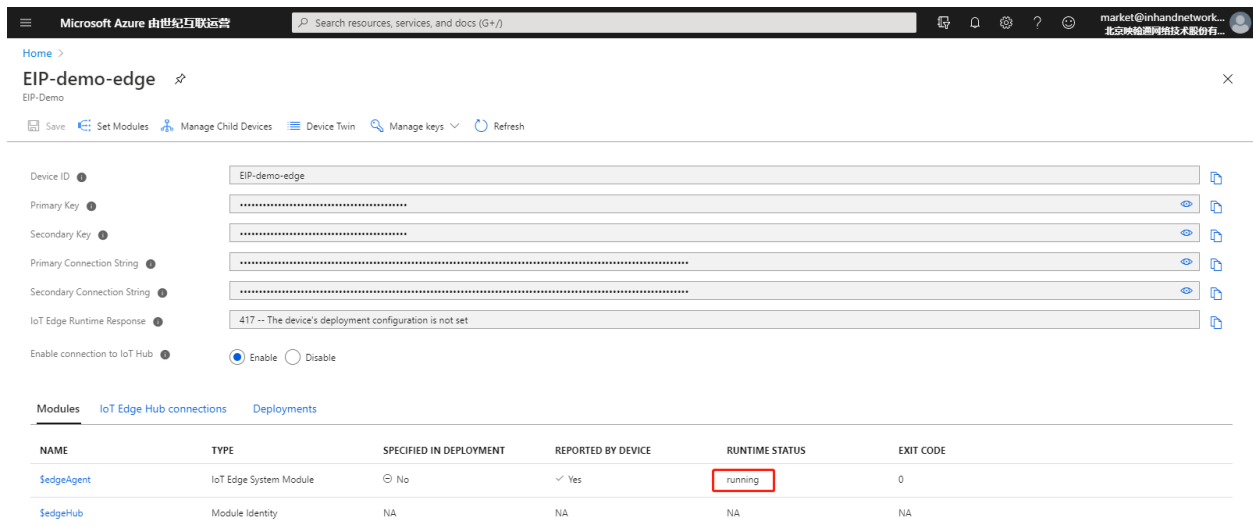 Microsoft Azure 由世纪互联运营
Search resources, services, and docs (G+/)
market@inhandnetwork...
北京映翰通网络技术股份有...
Home >
EIP-demo-edge
EIP-Demo
Save Set Modules Manage Child Devices Device Twin Manage keys Refresh
Device ID EIP-demo-edge
Primary Key
Secondary Key
Primary Connection String
Secondary Connection String
IoT Edge Runtime Response 417 -- The device's deployment configuration is not set
Enable connection to IoT Hub Enable Disable
Modules IoT Edge Hub connections Deployments
NAME TYPE SPECIFIED IN DEPLOYMENT REPORTED BY DEVICE RUNTIME STATUS EXIT CODE
$edgeAgent IoT Edge System Module No Yes running 0
$edgeHub Module Identity NA NA NA NA